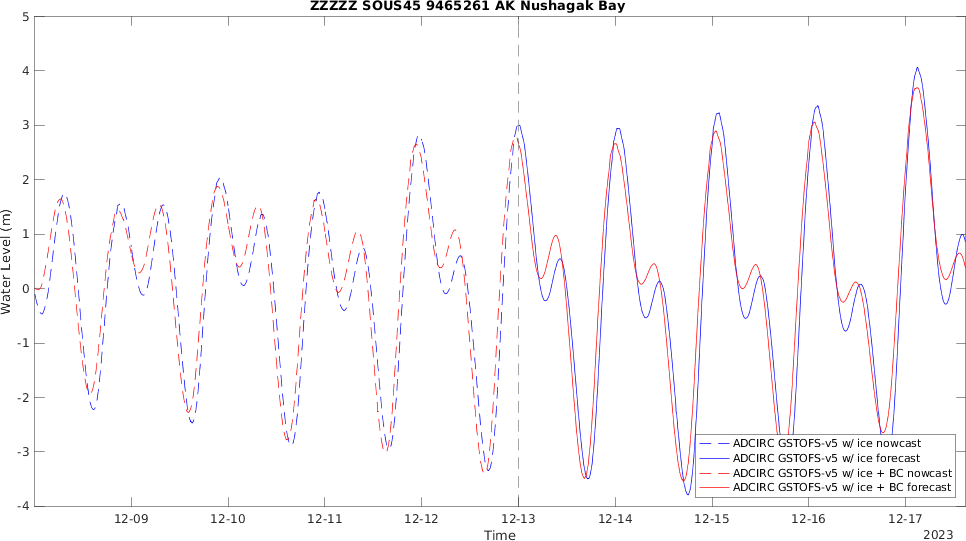 ZZZZZ SOUS45 9465261 AK Nushagak Bay
5
4
3
2
1
0
-1
-2
-3
-4
Water Level (m)
12-09
12-10
12-11
12-12
12-13
12-14
12-15
12-16
12-17
Time
2023
ADCIRC GSTOFS-v5 w/ ice nowcast
ADCIRC GSTOFS-v5 w/ ice forecast
ADCIRC GSTOFS-v5 w/ ice + BC nowcast
ADCIRC GSTOFS-v5 w/ ice + BC forecast